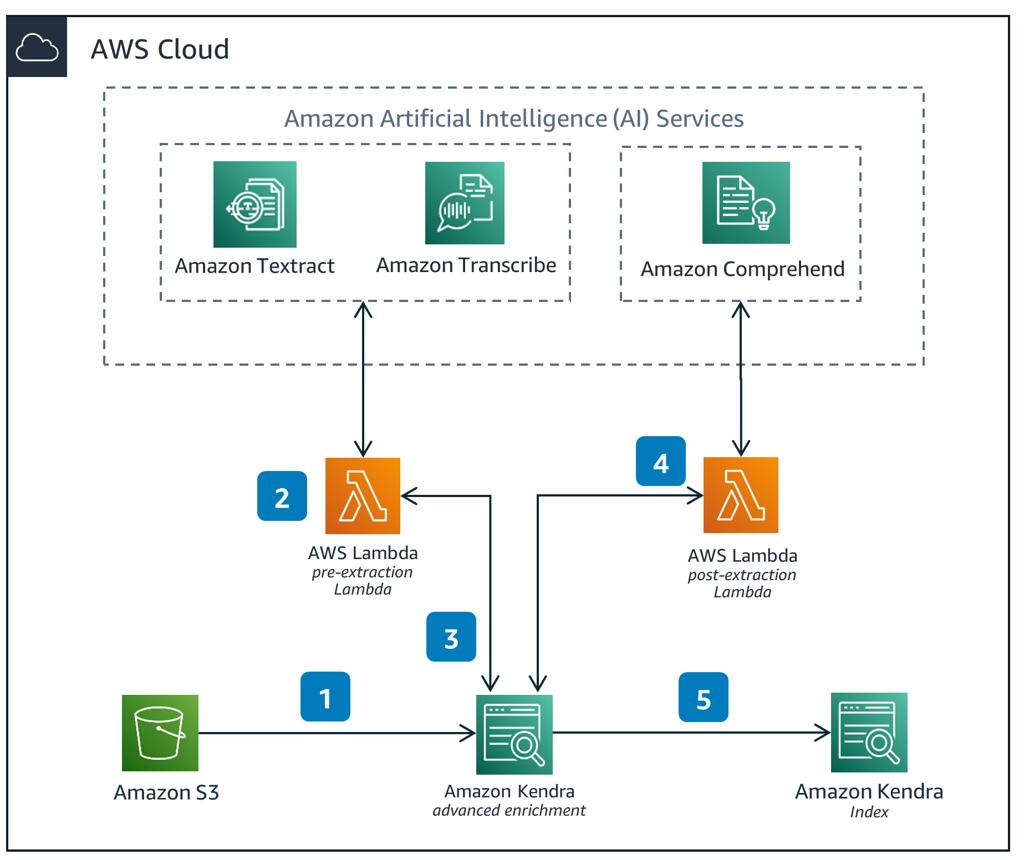 AWS Cloud
Amazon Artificial Intelligence (AI) Services
Amazon Textract
Amazon Transcribe
Amazon Comprehend
2
4
AWS Lambda
pre-extraction
Lambda
AWS Lambda
post-extraction
Lambda
3
1
5
Amazon S3
Amazon Kendra
advanced enrichment
Amazon Kendra
Index